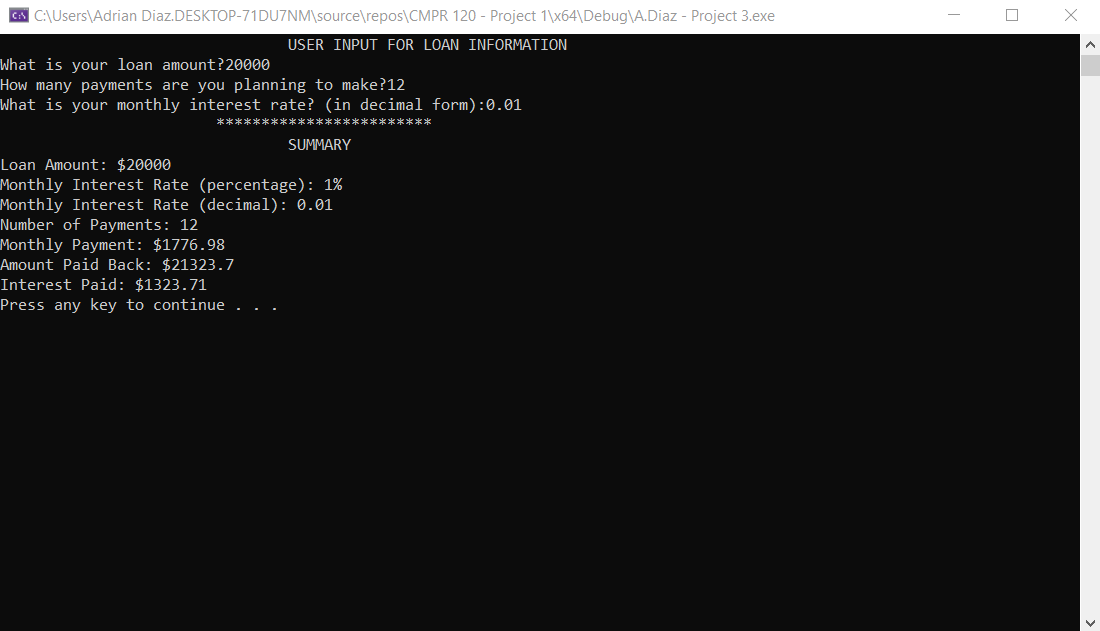 C:\Users\Adrian Diaz.DESKTOP-71DU7NM\source\repos\CMPR 120 - Project 1\x64\Debug\A.Diaz - Project 3.exe
USER INPUT FOR LOAN INFORMATION
What is your loan amount?20000
How many payments are you planning to make?12
What is your monthly interest rate? (in decimal form):0.01
************************
SUMMARY
Loan Amount: $20000
Monthly Interest Rate (percentage): 1%
Monthly Interest Rate (decimal): 0.01
Number of Payments: 12
Monthly Payment: $1776.98
Amount Paid Back: $21323.7
Interest Paid: $1323.71
Press any key to continue . . .